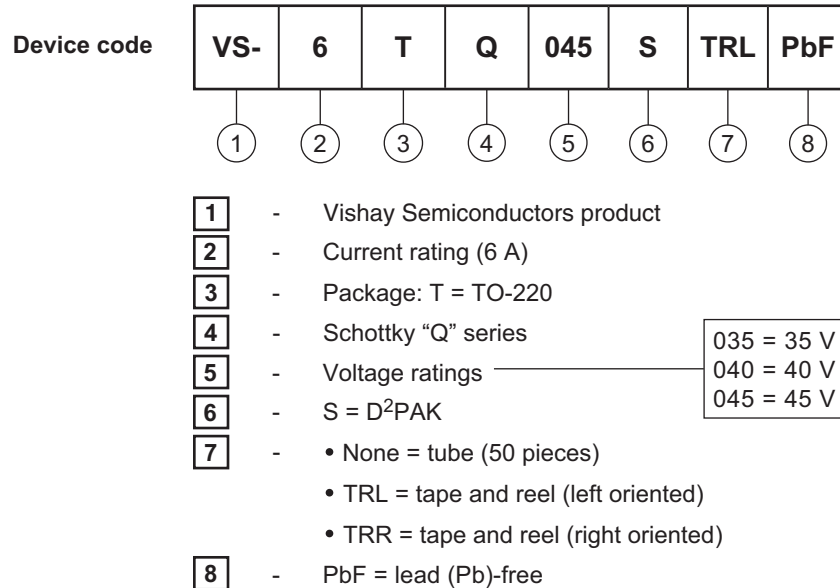 Device code VS- 6 T Q 045 S TRL PbF
1 2 3 4 5 6 7 8
1 - Vishay Semiconductors product
2 - Current rating (6 A)
3 - Package: T = TO-220
4 - Schottky “Q” series
5 - Voltage ratings
035 = 35 V
040 = 40 V
045 = 45 V
6 - S = D²PAK
7 - • None = tube (50 pieces)
• TRL = tape and reel (left oriented)
• TRR = tape and reel (right oriented)
8 - PbF = lead (Pb)-free